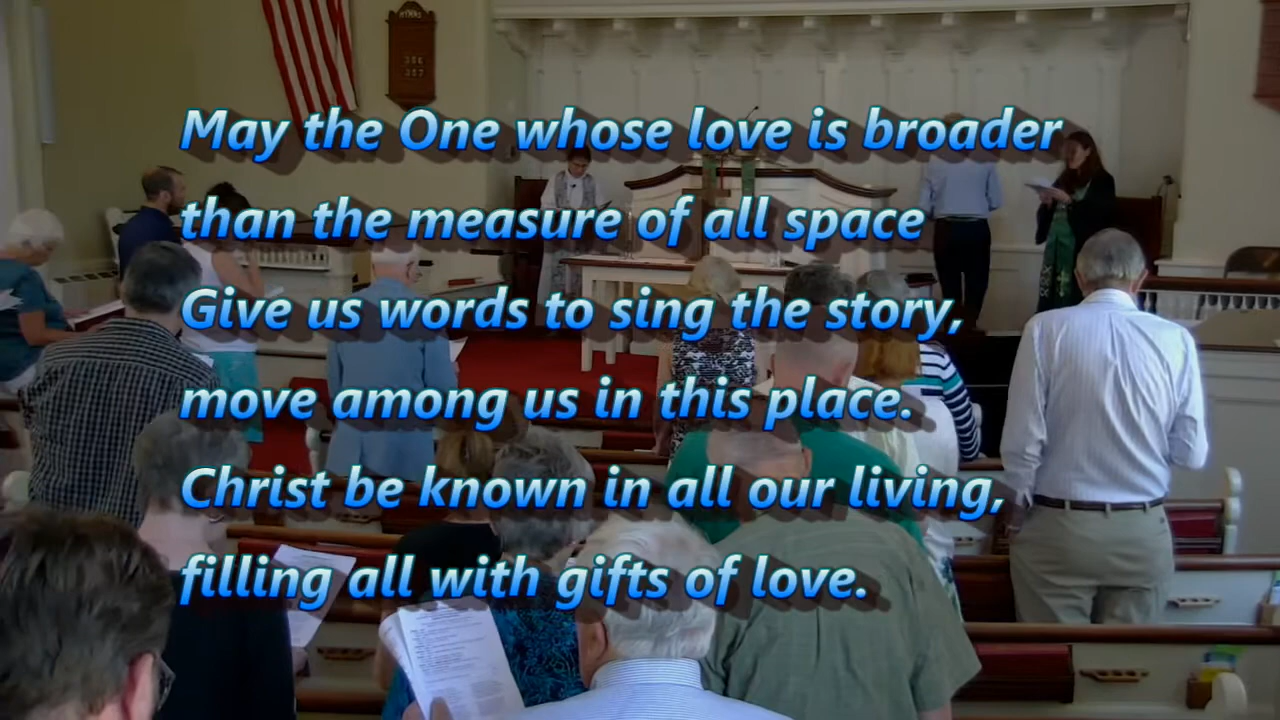 May the One whose love is broader
than the measure of all space
Give us words to sing the story,
move among us in this place.
Christ be known in all our living,
filling all with gifts of love.